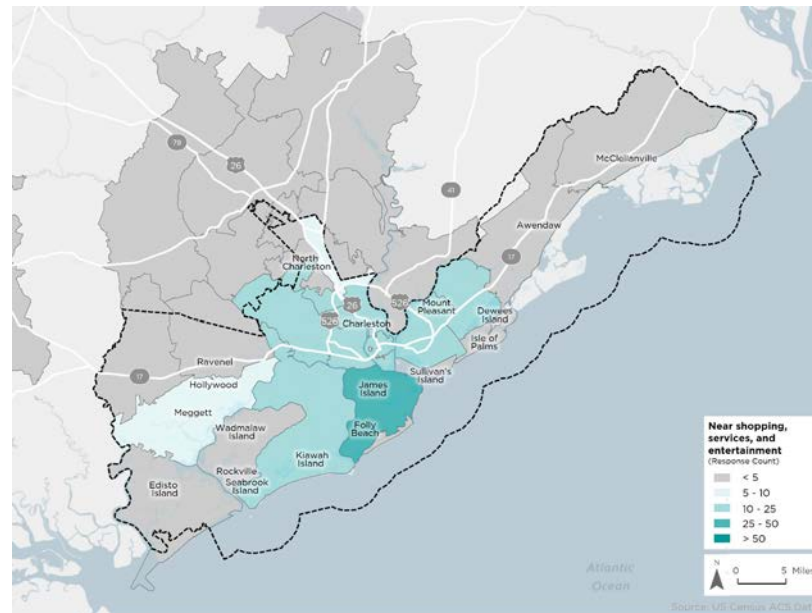 78
26
41
McClellanville
Awendaw
17
North
Charleston
526
26
Mount
Pleasant
526
Charleston
Dewees
Island
Isle of
Palms
Sullivan's
Island
Ravenel
17
Hollywood
Meggett
James
Island
Wadmalaw
Island
Folly
Beach
Kiawah
Island
Rockville
Seabrook
Island
Edisto
Island
Near shopping,
services, and
entertainment
(Response Count)
< 5
5 - 10
10 - 25
25 - 50
> 50
N
0 5 Miles
Atlantic
Ocean
Source: US Census ACS Data